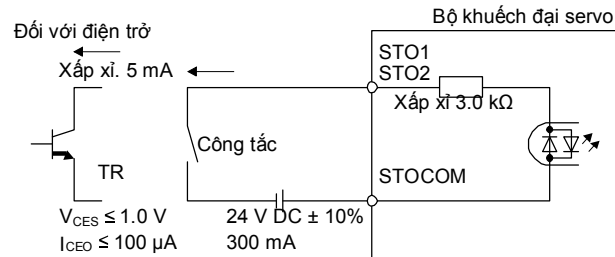 Bộ khuếch đại servo
Đối với điện trở
Xấp xỉ. 5 mA
STO1
STO2
Xấp xỉ 3.0 kΩ
Công tắc
TR
STOCOM
VCES ≤ 1.0 V
ICEO ≤ 100 µA
24 V DC ± 10%
300 mA